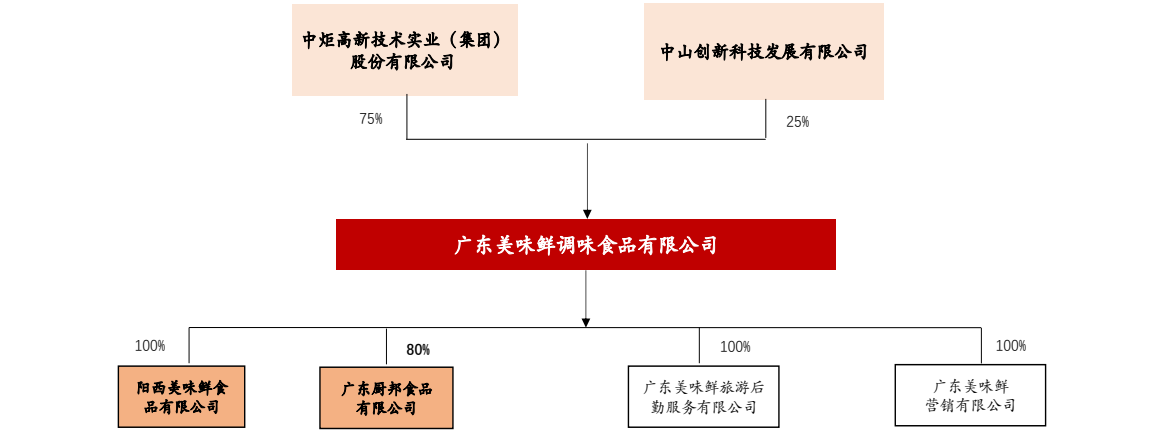 中炬高新技术实业（集团）
股份有限公司
中山创新科技发展有限公司
75%
25%
广东美味鲜调味食品有限公司
100%
80%
100%
100%
阳西美味鲜食
品有限公司
广东厨邦食品
有限公司
广东美味鲜旅游后
勤服务有限公司
广东美味鲜
营销有限公司